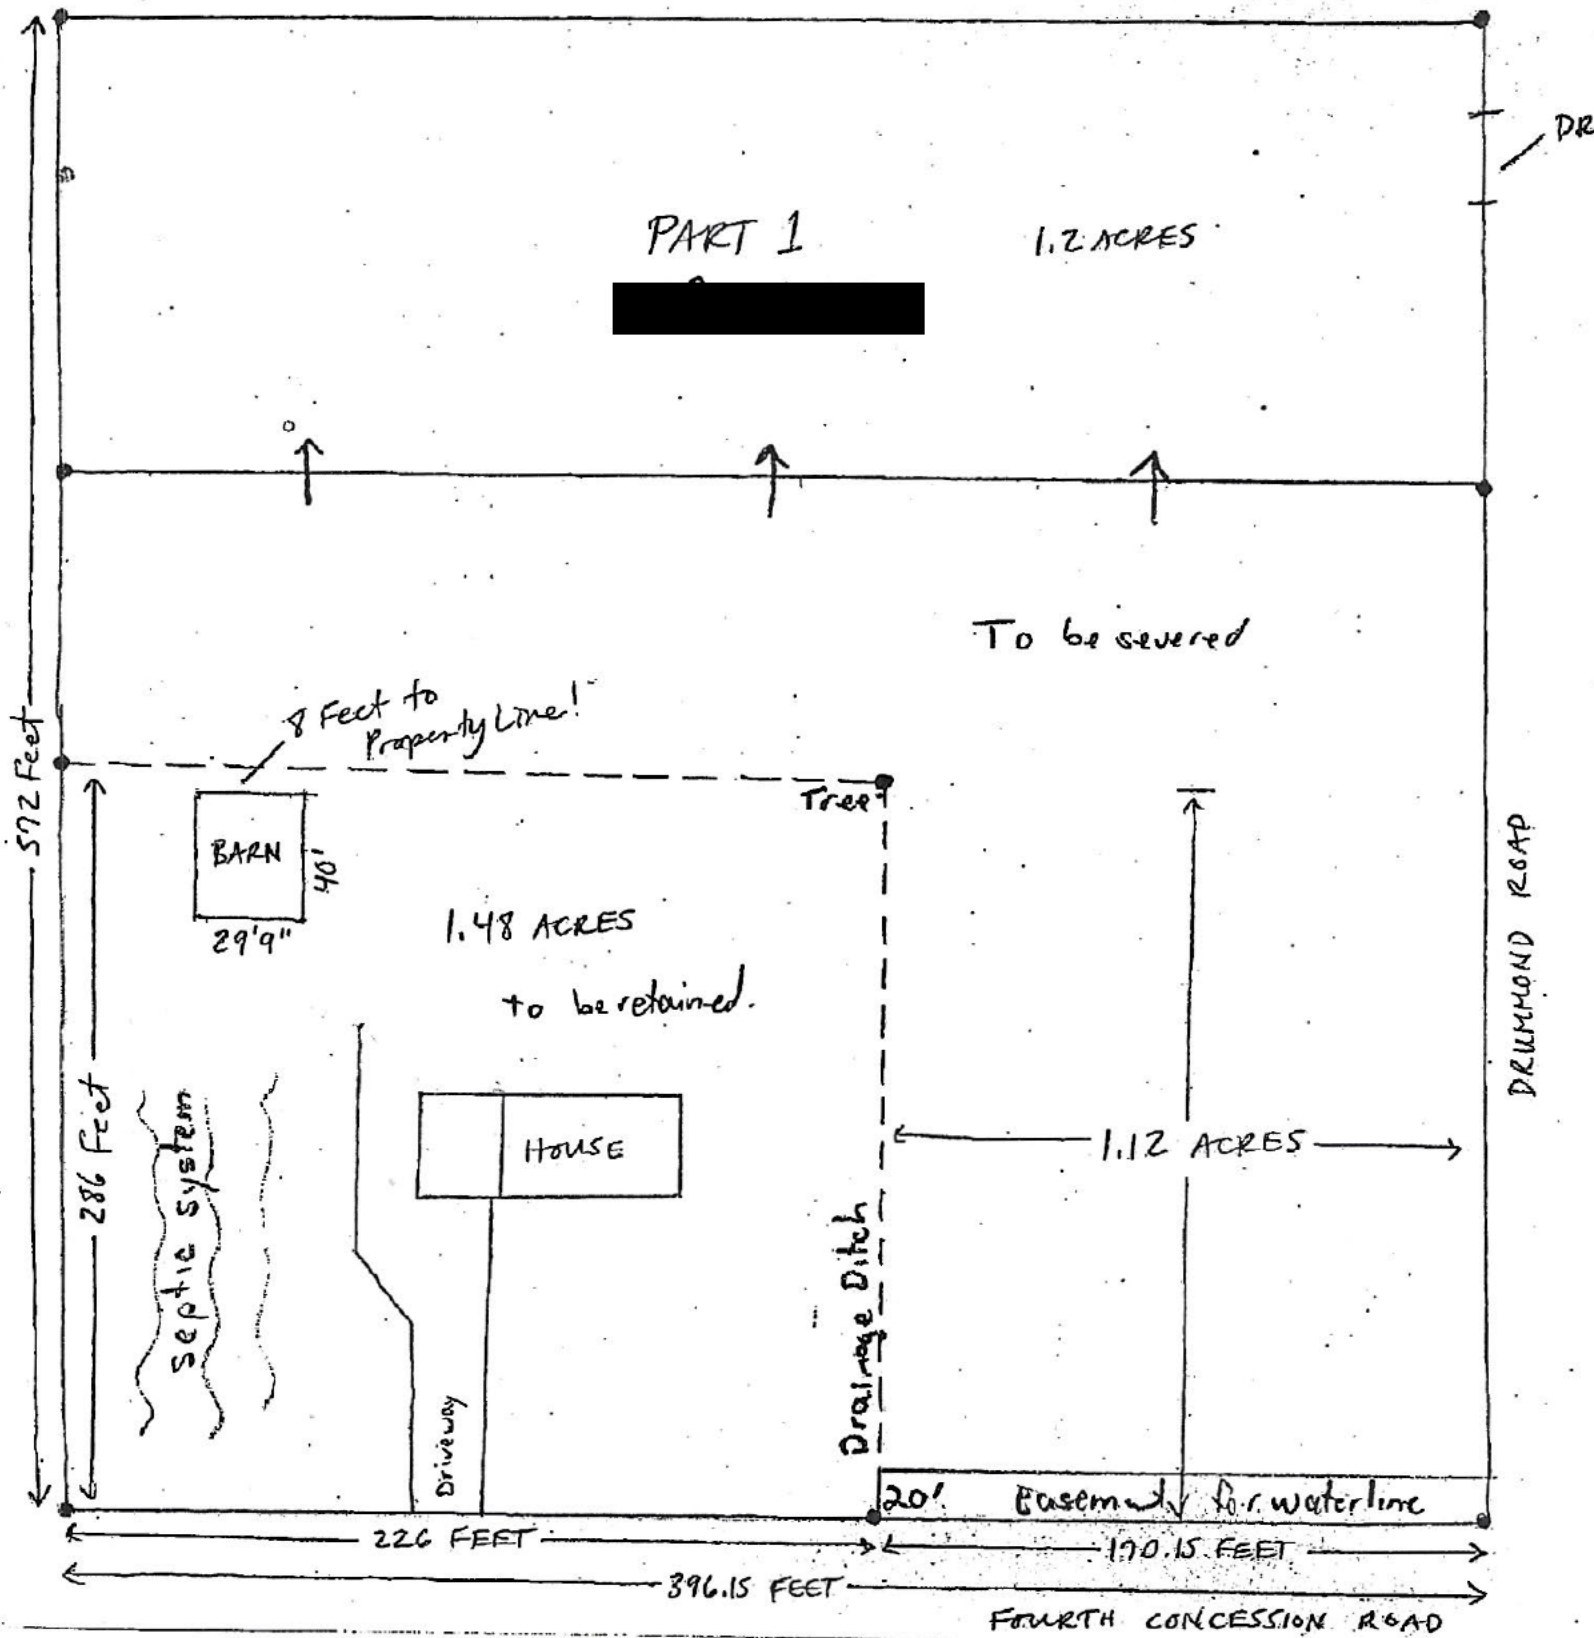 DR
PART 1
1.2 ACRES
To be severed
8 Feet to
Property Line!
572 Feet
Tree
BARN
40'
29'9"
1.48 ACRES
to be retained.
DRUMMOND ROAD
286 Feet
Septic System
HOUSE
1.12 ACRES
Drainage Ditch
Driveway
20' Easement for waterline
226 FEET
170.15 FEET
396.15 FEET
FOURTH CONCESSION ROAD